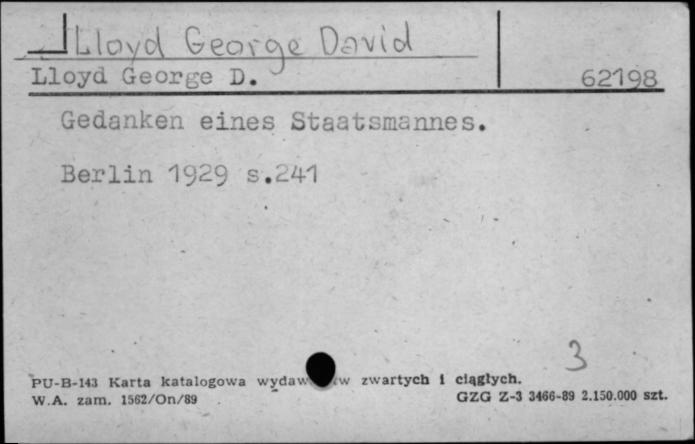 Lloyd George David
Lloyd George D.
62198
Gedanken eines Staatsmannes.
Berlin 1929 s.241
3
PU-B-143 Karta katalogowa zwartych i ciągłych.
W.A. zam. 1562/On/89
GZG Z-3 3466-89 2.150.000 szt.